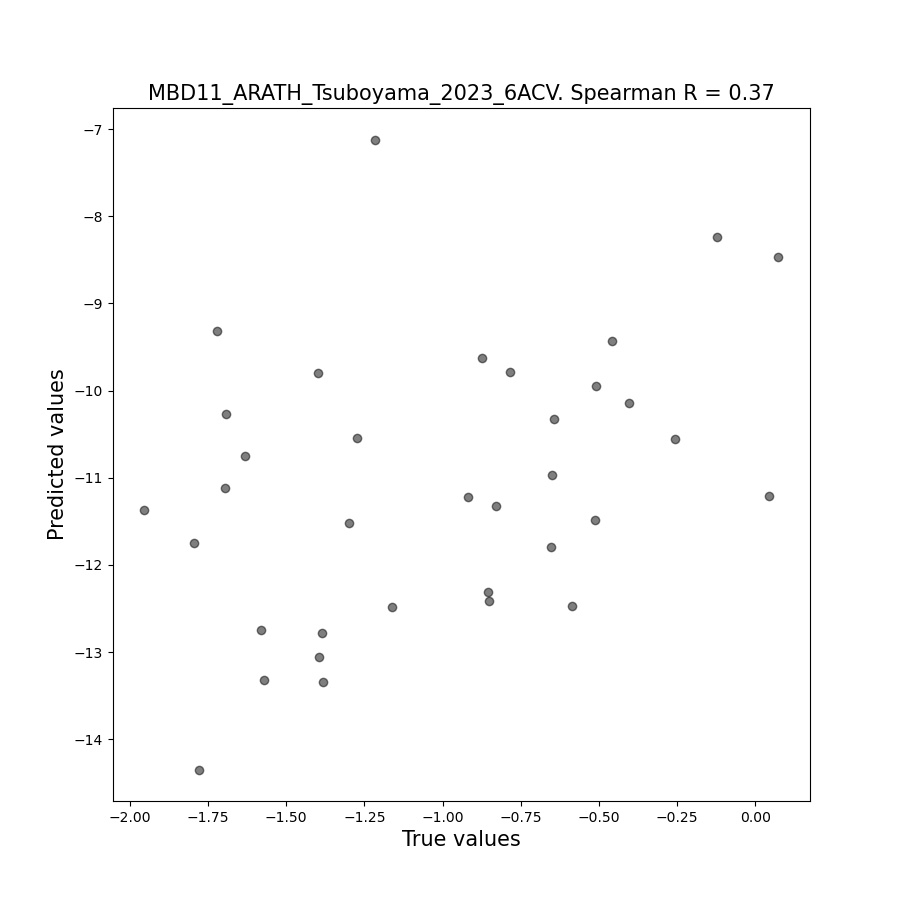 MBD11_ARATH_Tsuboyama_2023_6ACV. Spearman R = 0.37
−7
−8
−9
−10
−11
−12
−13
−14
Predicted values
−2.00 −1.75 −1.50 −1.25 −1.00 −0.75 −0.50 −0.25 0.00
True values